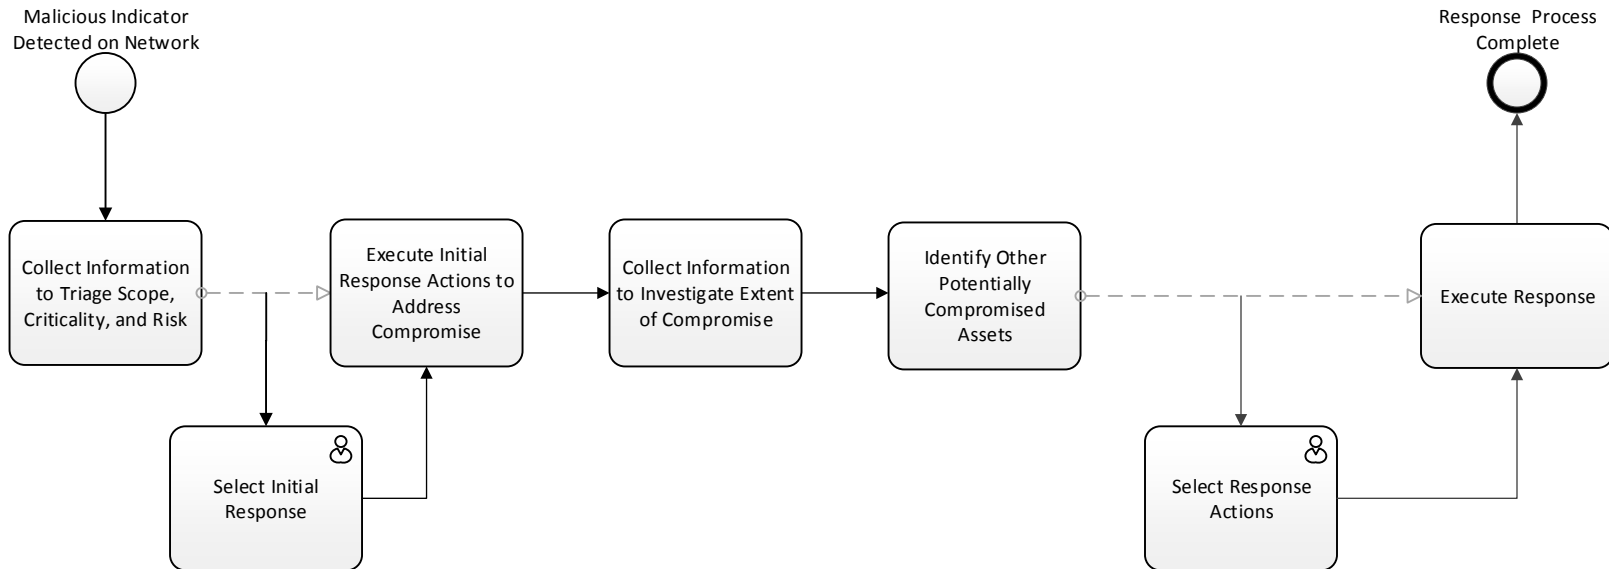 Malicious Indicator
Detected on Network
Response Process
Complete
Collect Information
to Triage Scope,
Criticality, and Risk
Execute Initial
Response Actions to
Address
Compromise
Collect Information
to Investigate Extent
of Compromise
Identify Other
Potentially
Compromised
Assets
Execute Response
Select Initial
Response
Select Response
Actions